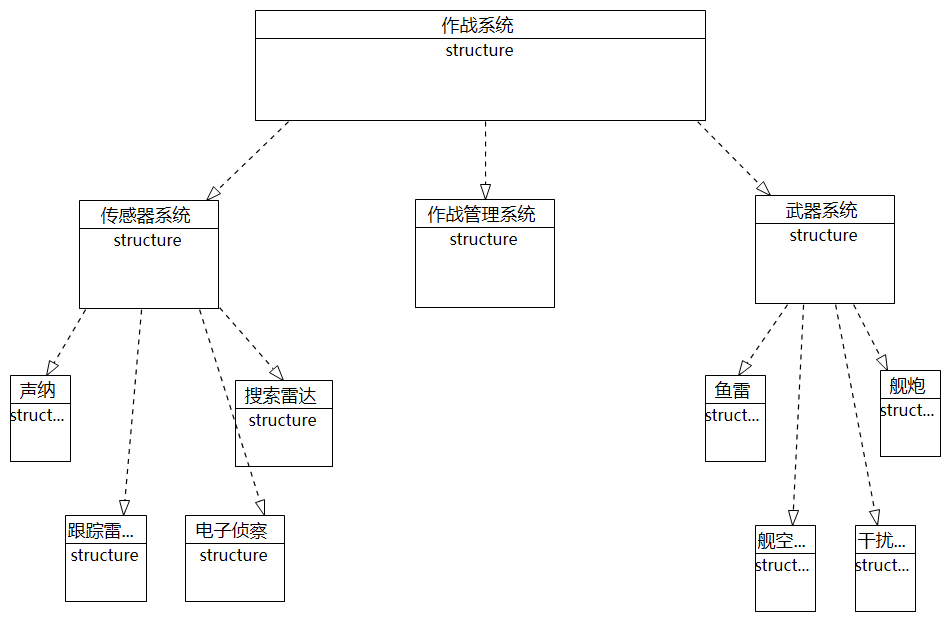 作战系统
structure
传感器系统
structure
作战管理系统
structure
武器系统
structure
声纳
struct...
搜索雷达
structure
鱼雷
struct...
舰炮
struct...
跟踪雷...
structure
电子侦察
structure
舰空...
struct...
干扰...
struct...